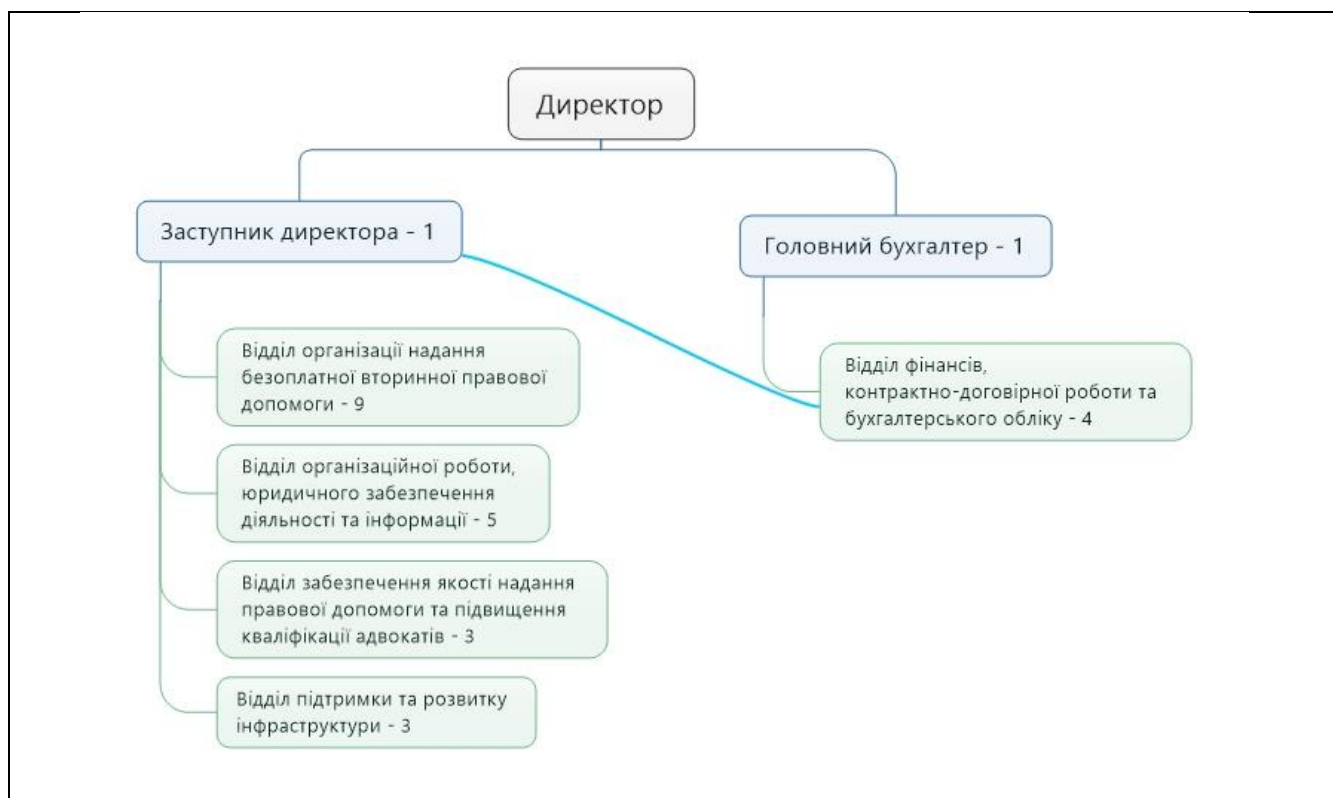 Директор
Заступник директора - 1
Головний бухгалтер - 1
Відділ організації надання
безоплатної вторинної правової
допомоги - 9
Відділ організаційної роботи,
юридичного забезпечення
діяльності та інформації - 5
Відділ забезпечення якості надання
правової допомоги та підвищення
кваліфікації адвокатів - 3
Відділ підтримки та розвитку
інфраструктури - 3
Відділ фінансів,
контрактно-договірної роботи та
бухгалтерського обліку - 4